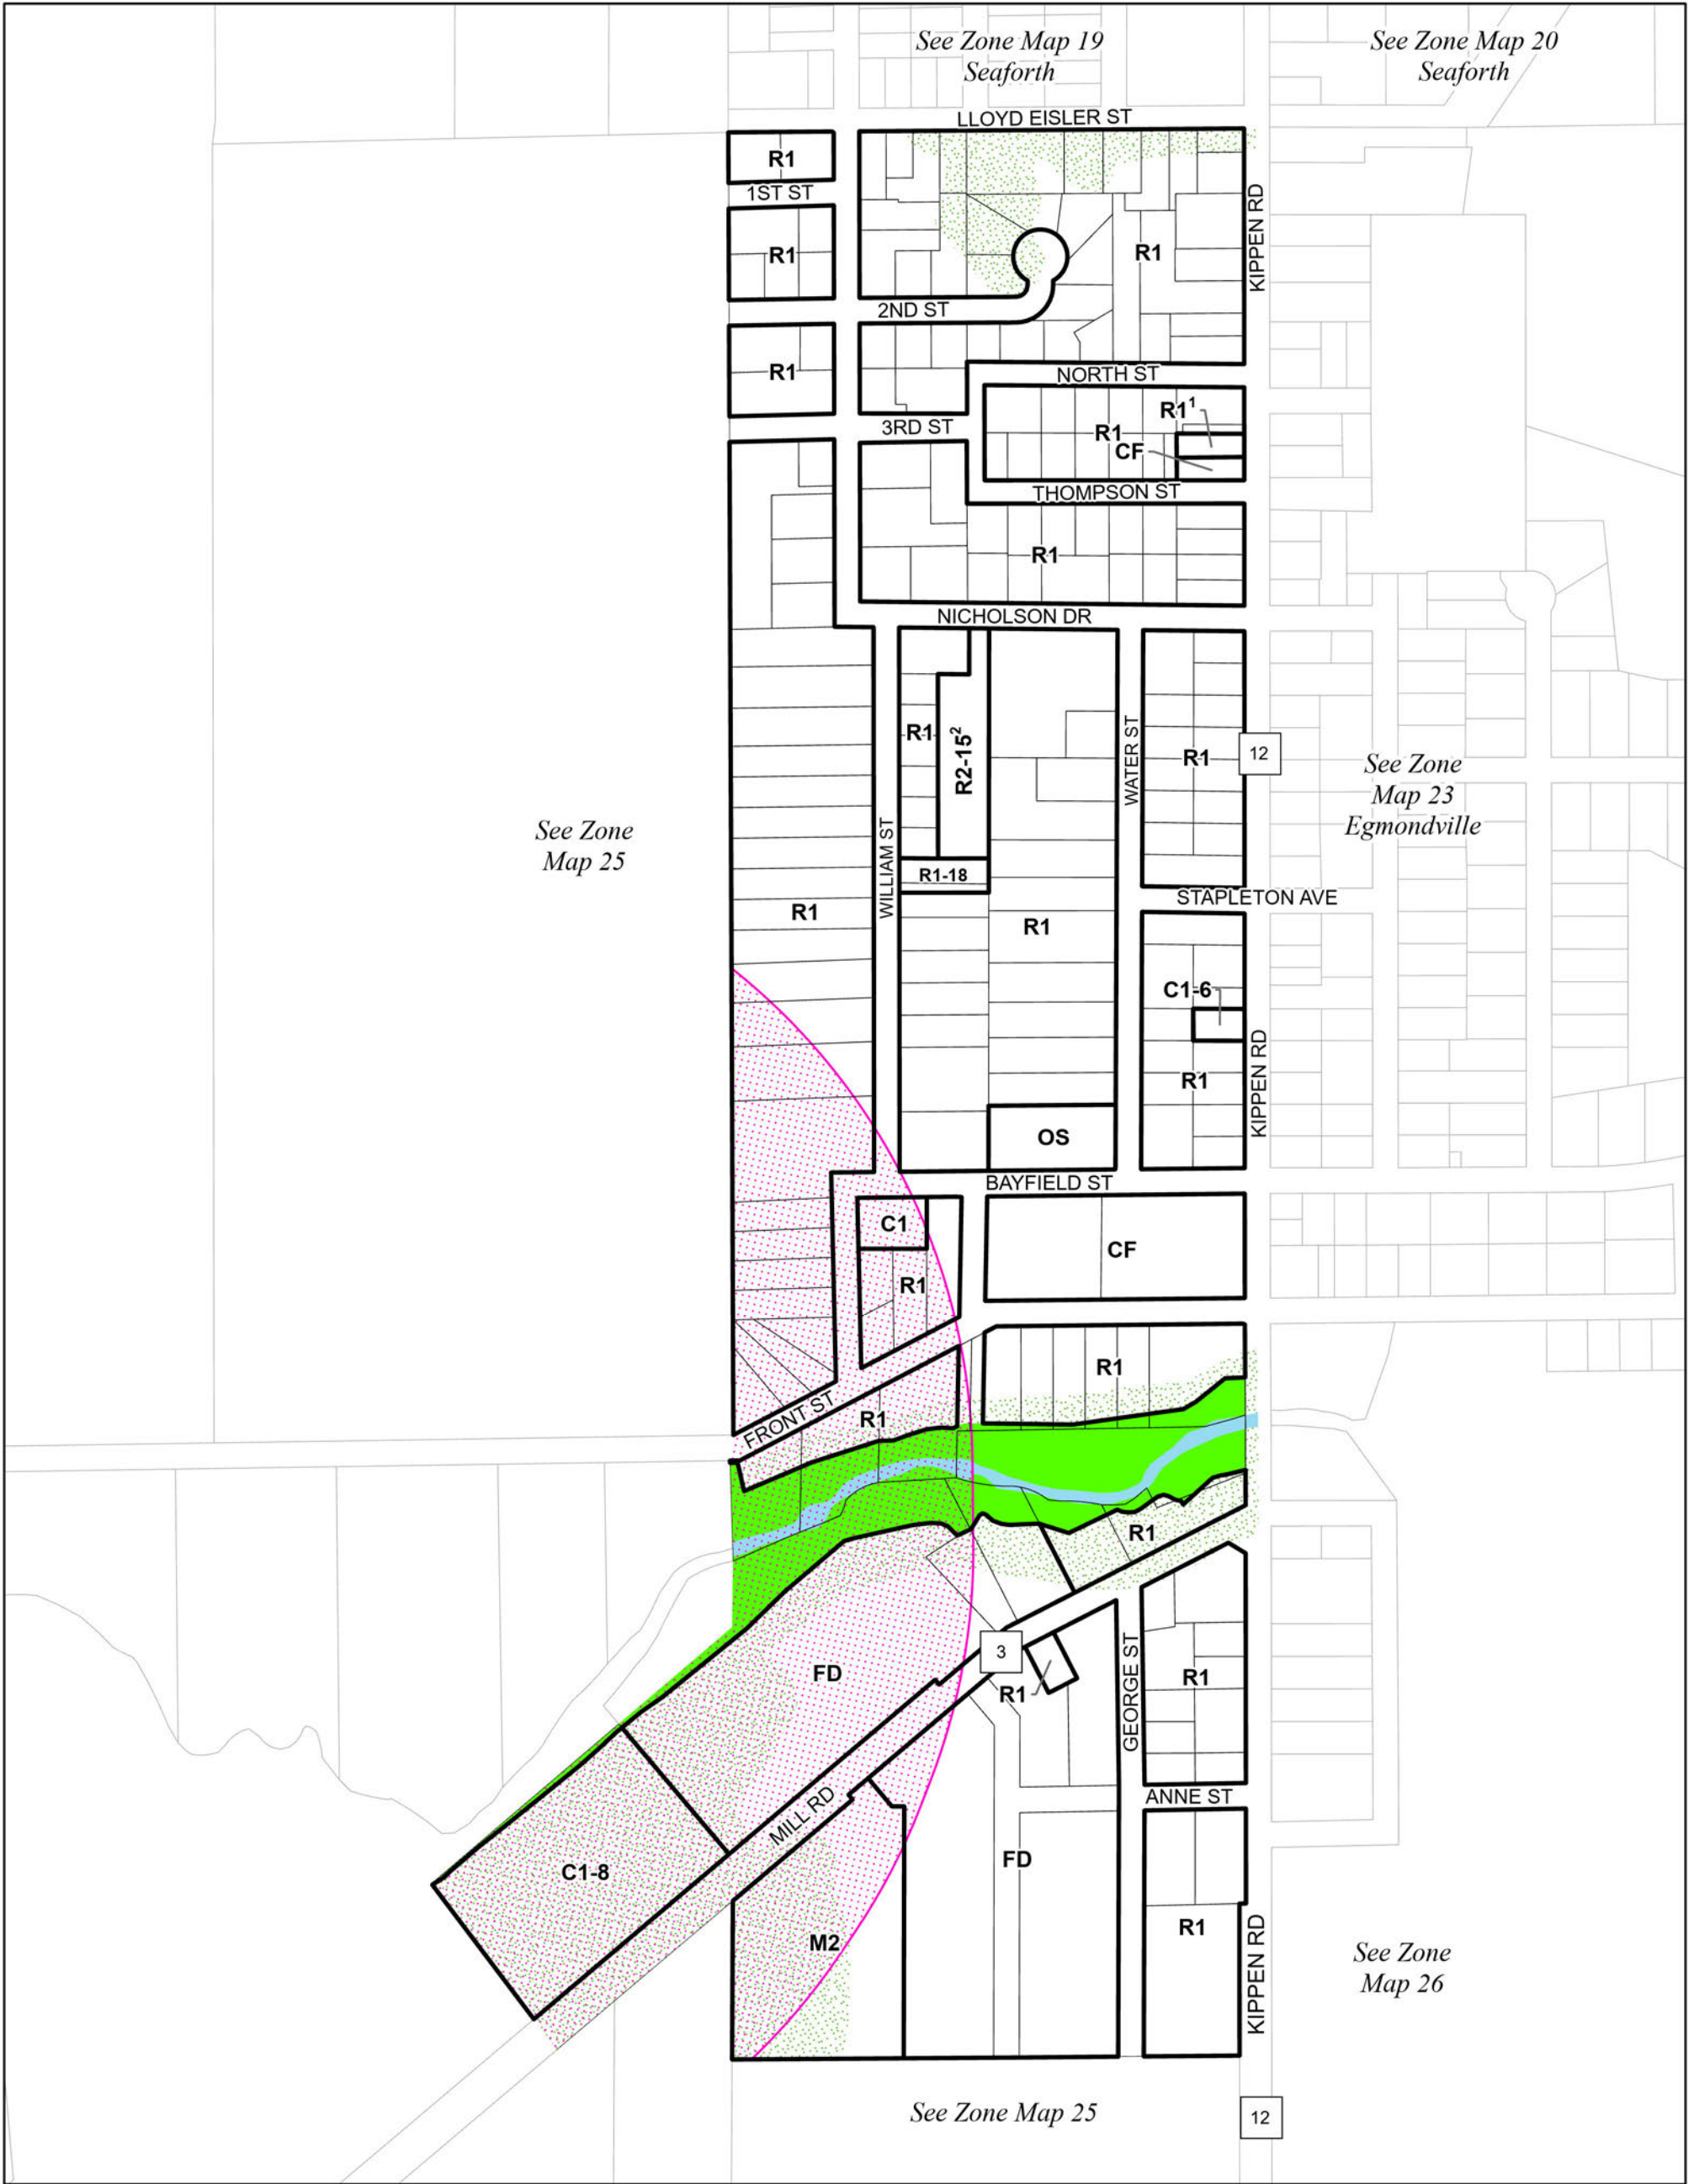 See Zone Map 19
Seaforth
See Zone Map 20
Seaforth
LLOYD EISLER ST
R1
1ST ST
KIPPEN RD
R1
R1
2ND ST
R1
NORTH ST
R1¹
3RD ST
R1
CF
THOMPSON ST
R1
NICHOLSON DR
R1
R2-15²
WATER ST
R1
12
See Zone
Map 23
Egmondville
See Zone
Map 25
WILLIAM ST
R1-18
STAPLETON AVE
R1
R1
C1-6
KIPPEN RD
R1
OS
BAYFIELD ST
C1
CF
R1
R1
FRONT ST
R1
R1
3
FD
R1
GEORGE ST
R1
ANNE ST
MILL RD
FD
C1-8
R1
M2
KIPPEN RD
See Zone
Map 26
See Zone Map 25
12